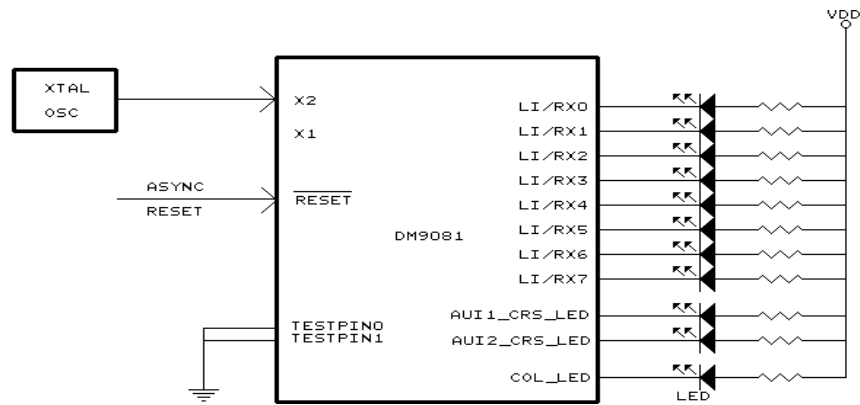 VDD
XTAL
OSC
X2
X1
ASYNC
RESET
RESET
DM9081
TESTPIN0
TESTPIN1
LI/RX0
LI/RX1
LI/RX2
LI/RX3
LI/RX4
LI/RX5
LI/RX6
LI/RX7
AUI1_CRS_LED
AUI2_CRS_LED
COL_LED
LED